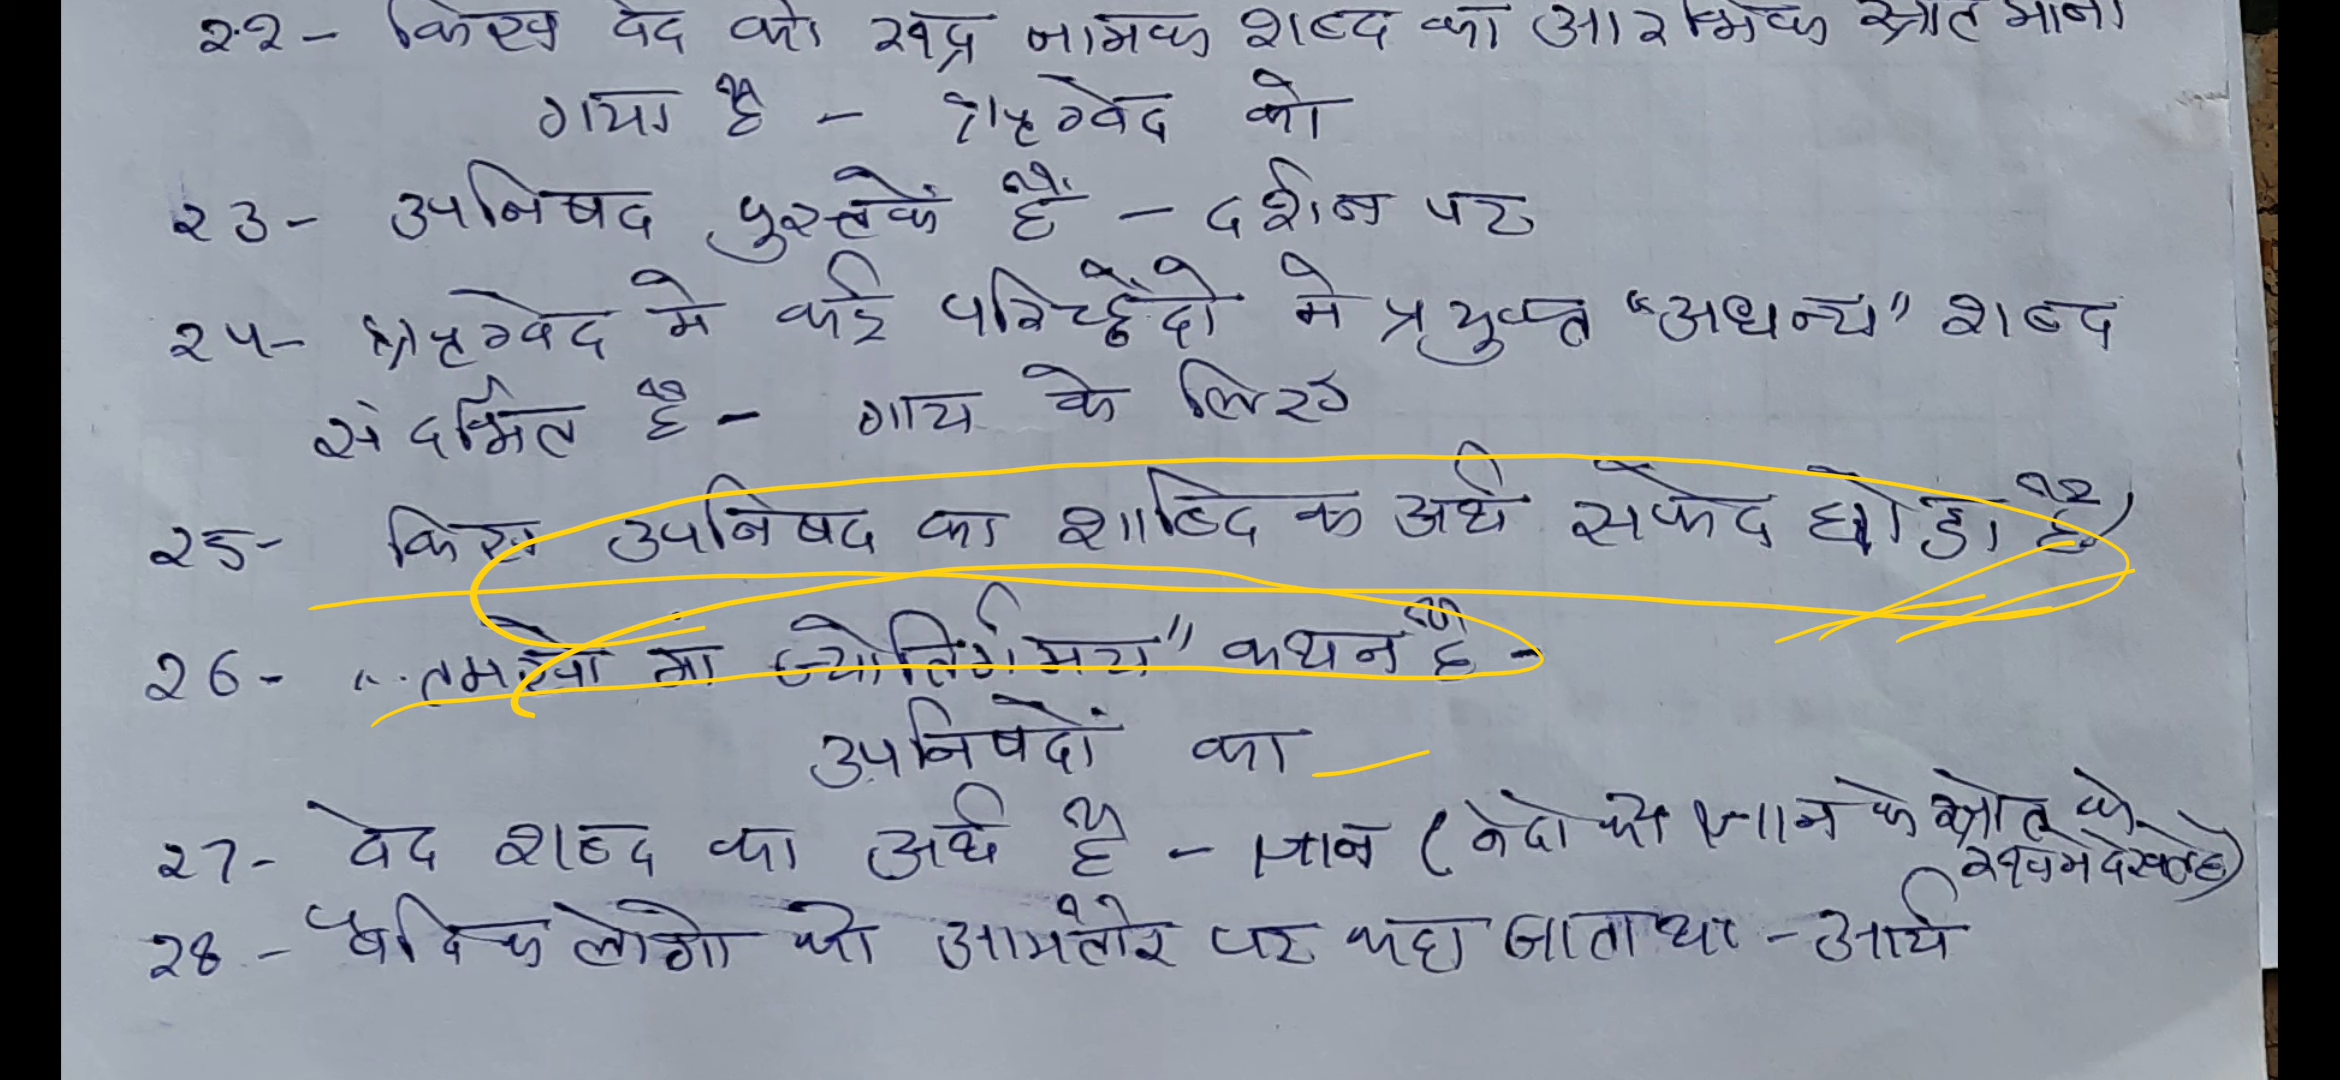 22- किस वेद को रुद्र नामक शब्द का आरम्भिक स्त्रोत माना
गया है - ऋग्वेद को
23- उपनिषद पुस्तकें हैं - दर्शन पर
24- ऋग्वेद मे कई परिच्छेदो मे प्रयुक्त "अधन्य" शब्द
संदर्भित है - गाय के लिए
25- किस उपनिषद का शाब्दिक अर्थ सफेद घोडा है
26- "..तमसो मा ज्योतिर्गमय" कथन है -
उपनिषदों का
27- वेद शब्द का अर्थ है - ज्ञान (वेदो को ज्ञान के स्त्रोत के
रूप मे देखते है)
28- वैदिक लोगो को आमतौर पर कहा जाता था - आर्य